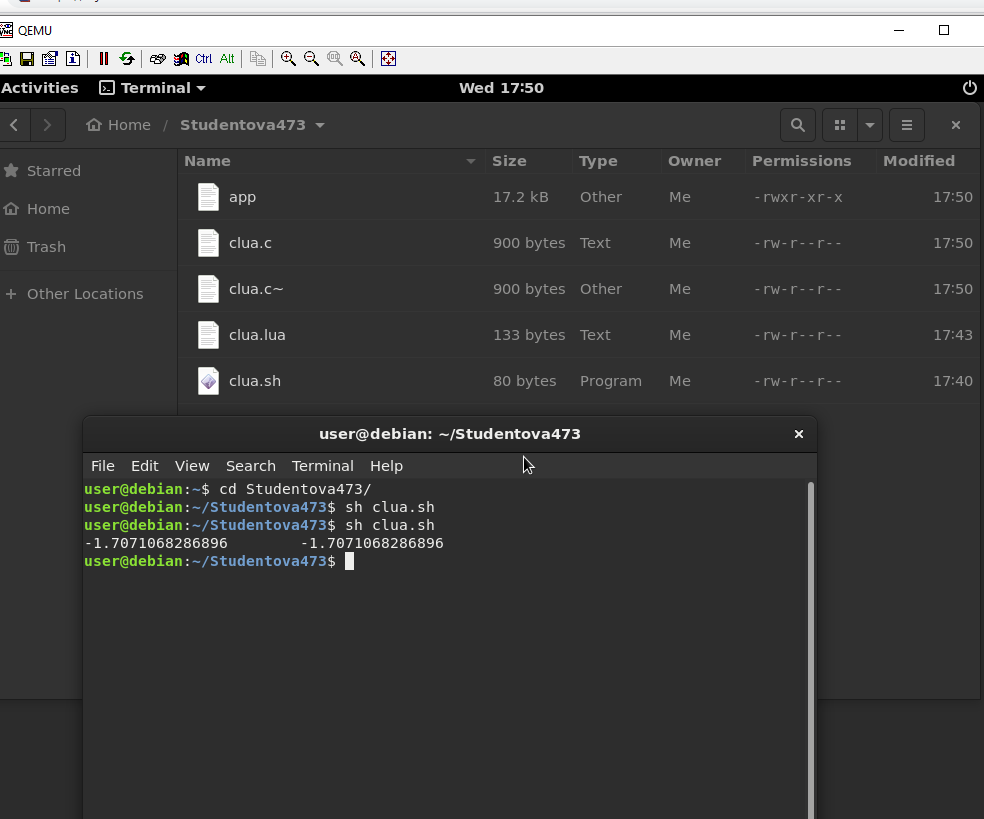 QEMU
Ctrl Alt
Activities Terminal Wed 17:50
Home / Studentova473
Name Size Type Owner Permissions Modified
Starred
Home
Trash
+ Other Locations
app 17.2 kB Other Me -rwxr-xr-x 17:50
clua.c 900 bytes Text Me -rw-r--r-- 17:50
clua.c~ 900 bytes Other Me -rw-r--r-- 17:50
clua.lua 133 bytes Text Me -rw-r--r-- 17:43
clua.sh 80 bytes Program Me -rw-r--r-- 17:40
user@debian: ~/Studentova473
File Edit View Search Terminal Help
user@debian:~$ cd Studentova473/
user@debian:~/Studentova473$ sh clua.sh
user@debian:~/Studentova473$ sh clua.sh
-1.7071068286896 -1.7071068286896
user@debian:~/Studentova473$